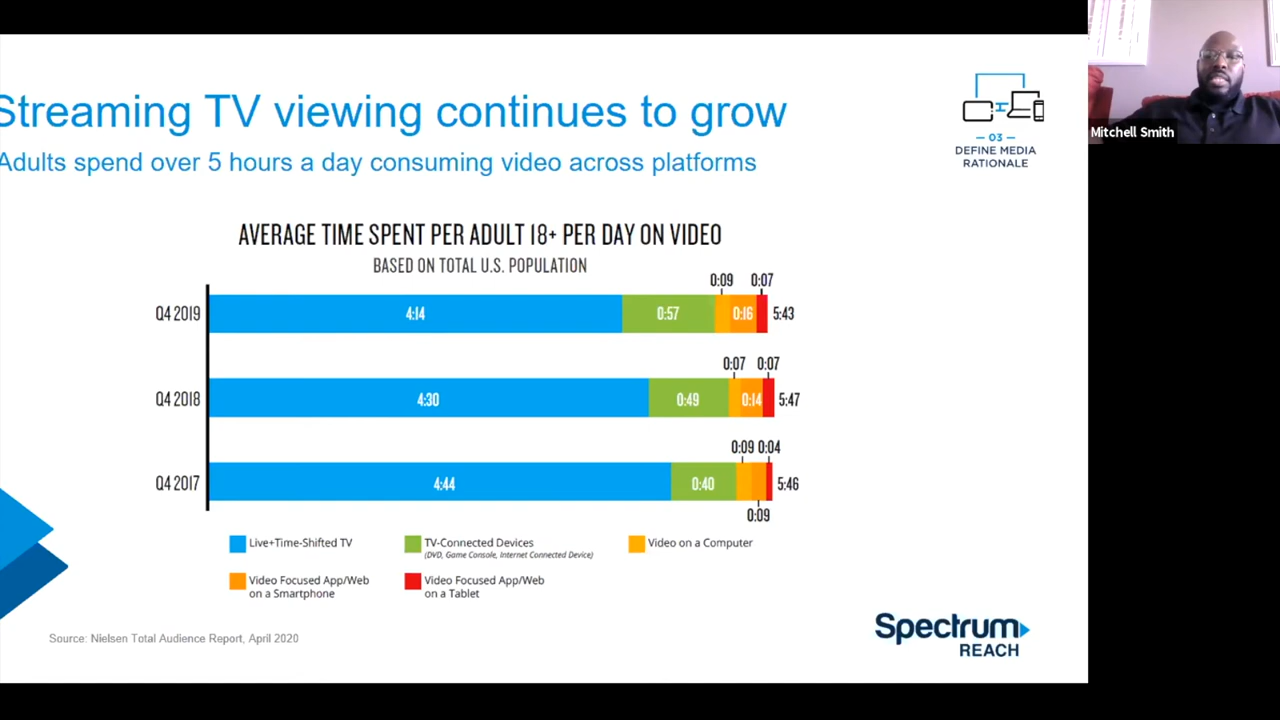 Streaming TV viewing continues to grow
Adults spend over 5 hours a day consuming video across platforms
— 03 —
DEFINE MEDIA
RATIONALE
Mitchell Smith
AVERAGE TIME SPENT PER ADULT 18+ PER DAY ON VIDEO
BASED ON TOTAL U.S. POPULATION
0:09 0:07
Q4 2019 4:14 0:57 0:16 5:43
0:07 0:07
Q4 2018 4:30 0:49 0:14 5:47
0:09 0:04
Q4 2017 4:44 0:40 5:46
0:09
Live+Time-Shifted TV
TV-Connected Devices
(DVD, Game Console, Internet Connected Device)
Video on a Computer
Video Focused App/Web
on a Smartphone
Video Focused App/Web
on a Tablet
Source: Nielsen Total Audience Report, April 2020
Spectrum
REACH